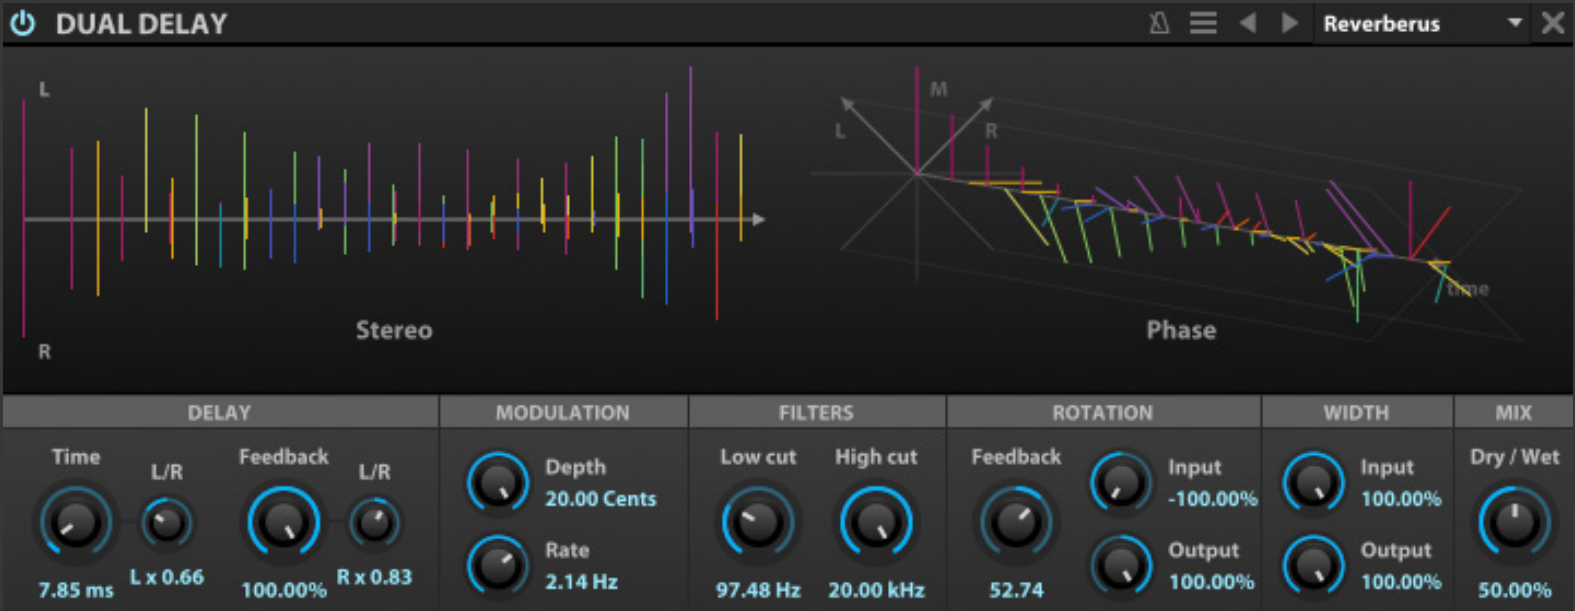 DUAL DELAY
Reverberus
L
R
Stereo
M
L
R
time
Phase
DELAY
MODULATION
FILTERS
ROTATION
WIDTH
MIX
Time
L/R
Feedback
L/R
7.85 ms
L x 0.66
100.00%
R x 0.83
Depth
20.00 Cents
Rate
2.14 Hz
Low cut
High cut
97.48 Hz
20.00 kHz
Feedback
52.74
Input
-100.00%
Output
100.00%
Input
100.00%
Output
100.00%
Dry / Wet
50.00%